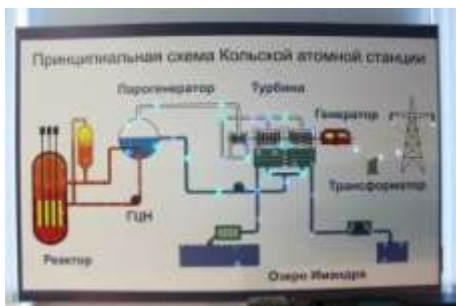 Принципиальная схема Кольской атомной станции
Парогенератор
Турбина
Генератор
Трансформатор
ГЦН
Реактор
Озеро Имандра